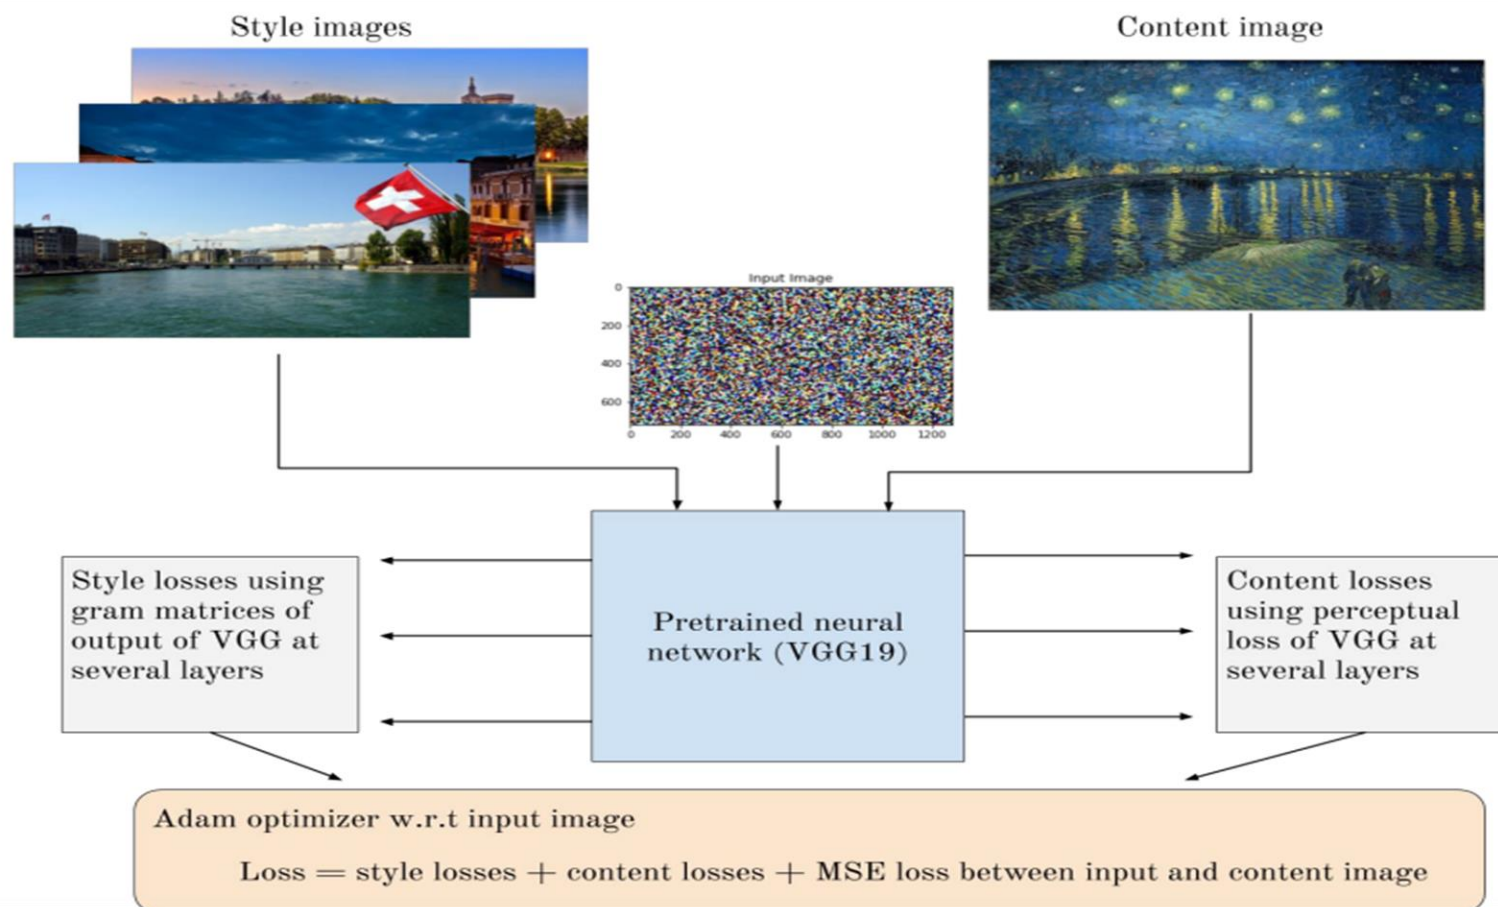 Style images
Content image
Input Image
0
200
400
600
0 200 400 600 800 1000 1200
Style losses using
gram matrices of
output of VGG at
several layers
Pretrained neural
network (VGG19)
Content losses
using perceptual
loss of VGG at
several layers
Adam optimizer w.r.t input image
Loss = style losses + content losses + MSE loss between input and content image